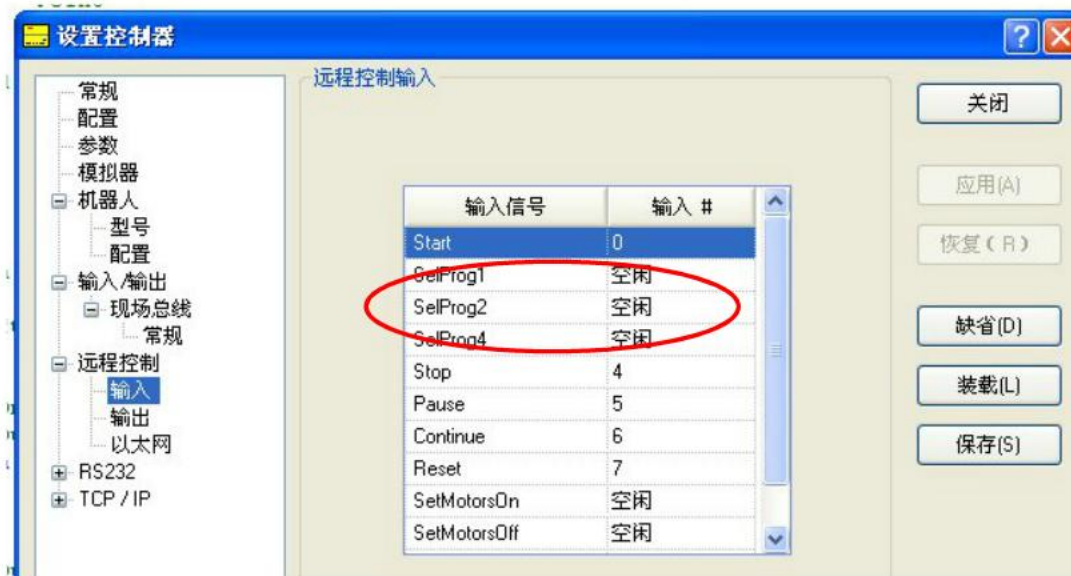 设置控制器
常规
配置
参数
模拟器
机器人
型号
配置
输入/输出
现场总线
常规
远程控制
输入
输出
以太网
RS232
TCP / IP
远程控制输入
输入信号 输入 #
Start 0
SelProg1 空闲
SelProg2 空闲
SelProg4 空闲
Stop 4
Pause 5
Continue 6
Reset 7
SetMotorsOn 空闲
SetMotorsOff 空闲
关闭
应用(A)
恢复(R)
缺省(D)
装载(L)
保存(S)